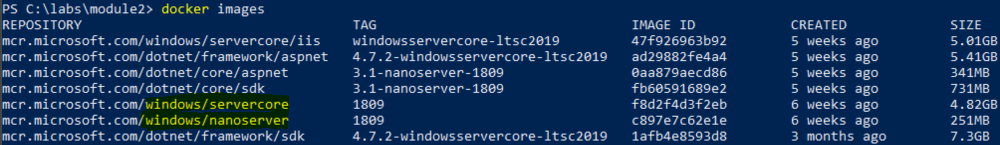 PS C:\labs\module2> docker images
REPOSITORY TAG IMAGE ID CREATED SIZE
mcr.microsoft.com/windows/servercore/iis windowsservercore-ltsc2019 47f926963b92 5 weeks ago 5.01GB
mcr.microsoft.com/dotnet/framework/aspnet 4.7.2-windowsservercore-ltsc2019 ad29882fe4a4 5 weeks ago 5.41GB
mcr.microsoft.com/dotnet/core/aspnet 3.1-nanoserver-1809 0aa879aecd86 5 weeks ago 341MB
mcr.microsoft.com/dotnet/core/sdk 3.1-nanoserver-1809 fb60591689e2 5 weeks ago 731MB
mcr.microsoft.com/windows/servercore 1809 f8d2f4d3f2eb 6 weeks ago 4.82GB
mcr.microsoft.com/windows/nanoserver 1809 c897e7c62e1e 6 weeks ago 251MB
mcr.microsoft.com/dotnet/framework/sdk 4.7.2-windowsservercore-ltsc2019 1afb4e8593d8 3 months ago 7.3GB